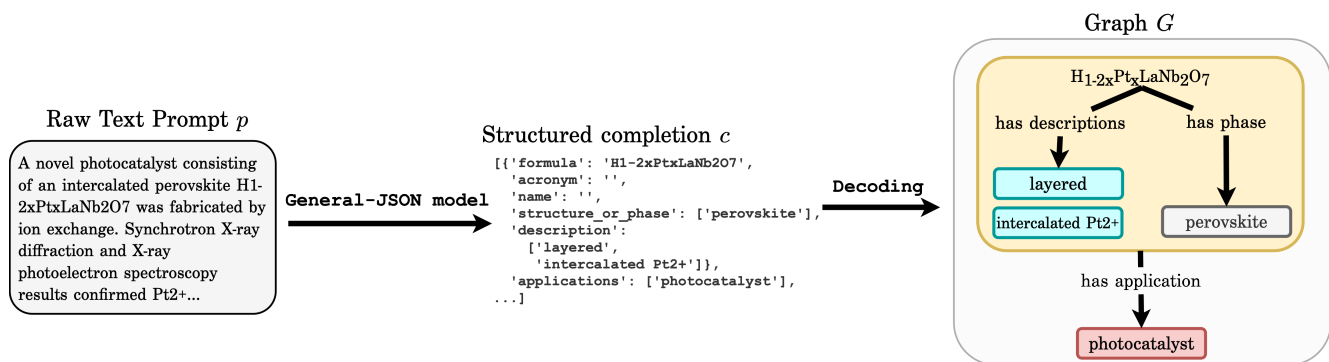 Raw Text Prompt p
A novel photocatalyst consisting
of an intercalated perovskite H1-
2xPtxLaNb2O7 was fabricated by
ion exchange. Synchrotron X-ray
diffraction and X-ray
photoelectron spectroscopy
results confirmed Pt2+...
General-JSON model
Structured completion c
[{'formula': 'H1-2xPtxLaNb2O7',
'acronym': '',
'name': '',
'structure_or_phase': ['perovskite'],
'description':
['layered',
'intercalated Pt2+']},
'applications': ['photocatalyst'],
...]
Decoding
Graph G
H1-2xPtxLaNb2O7
has descriptions
has phase
layered
intercalated Pt2+
perovskite
has application
photocatalyst